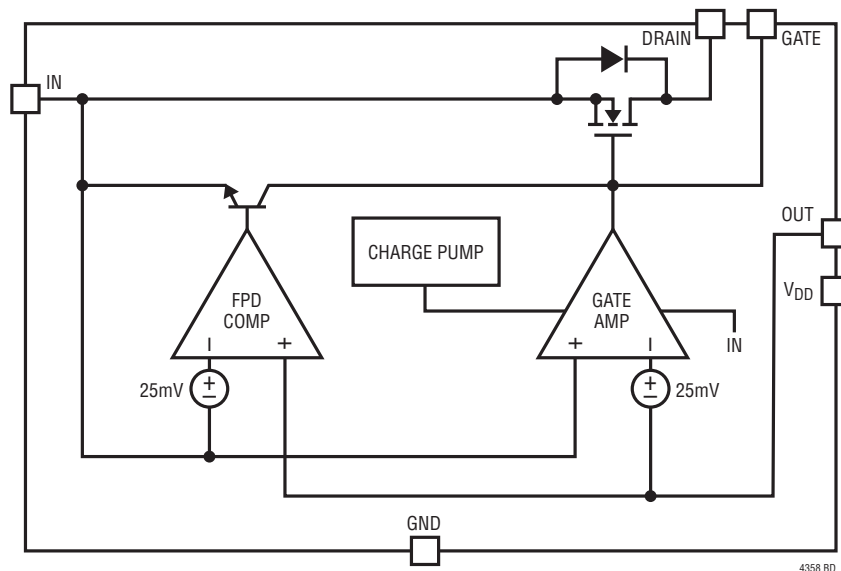 DRAIN
GATE
IN
OUT
CHARGE PUMP
VDD
FPD
COMP
GATE
AMP
IN
− +
+ −
25mV
+
−
25mV
+
−
GND
4358 BD